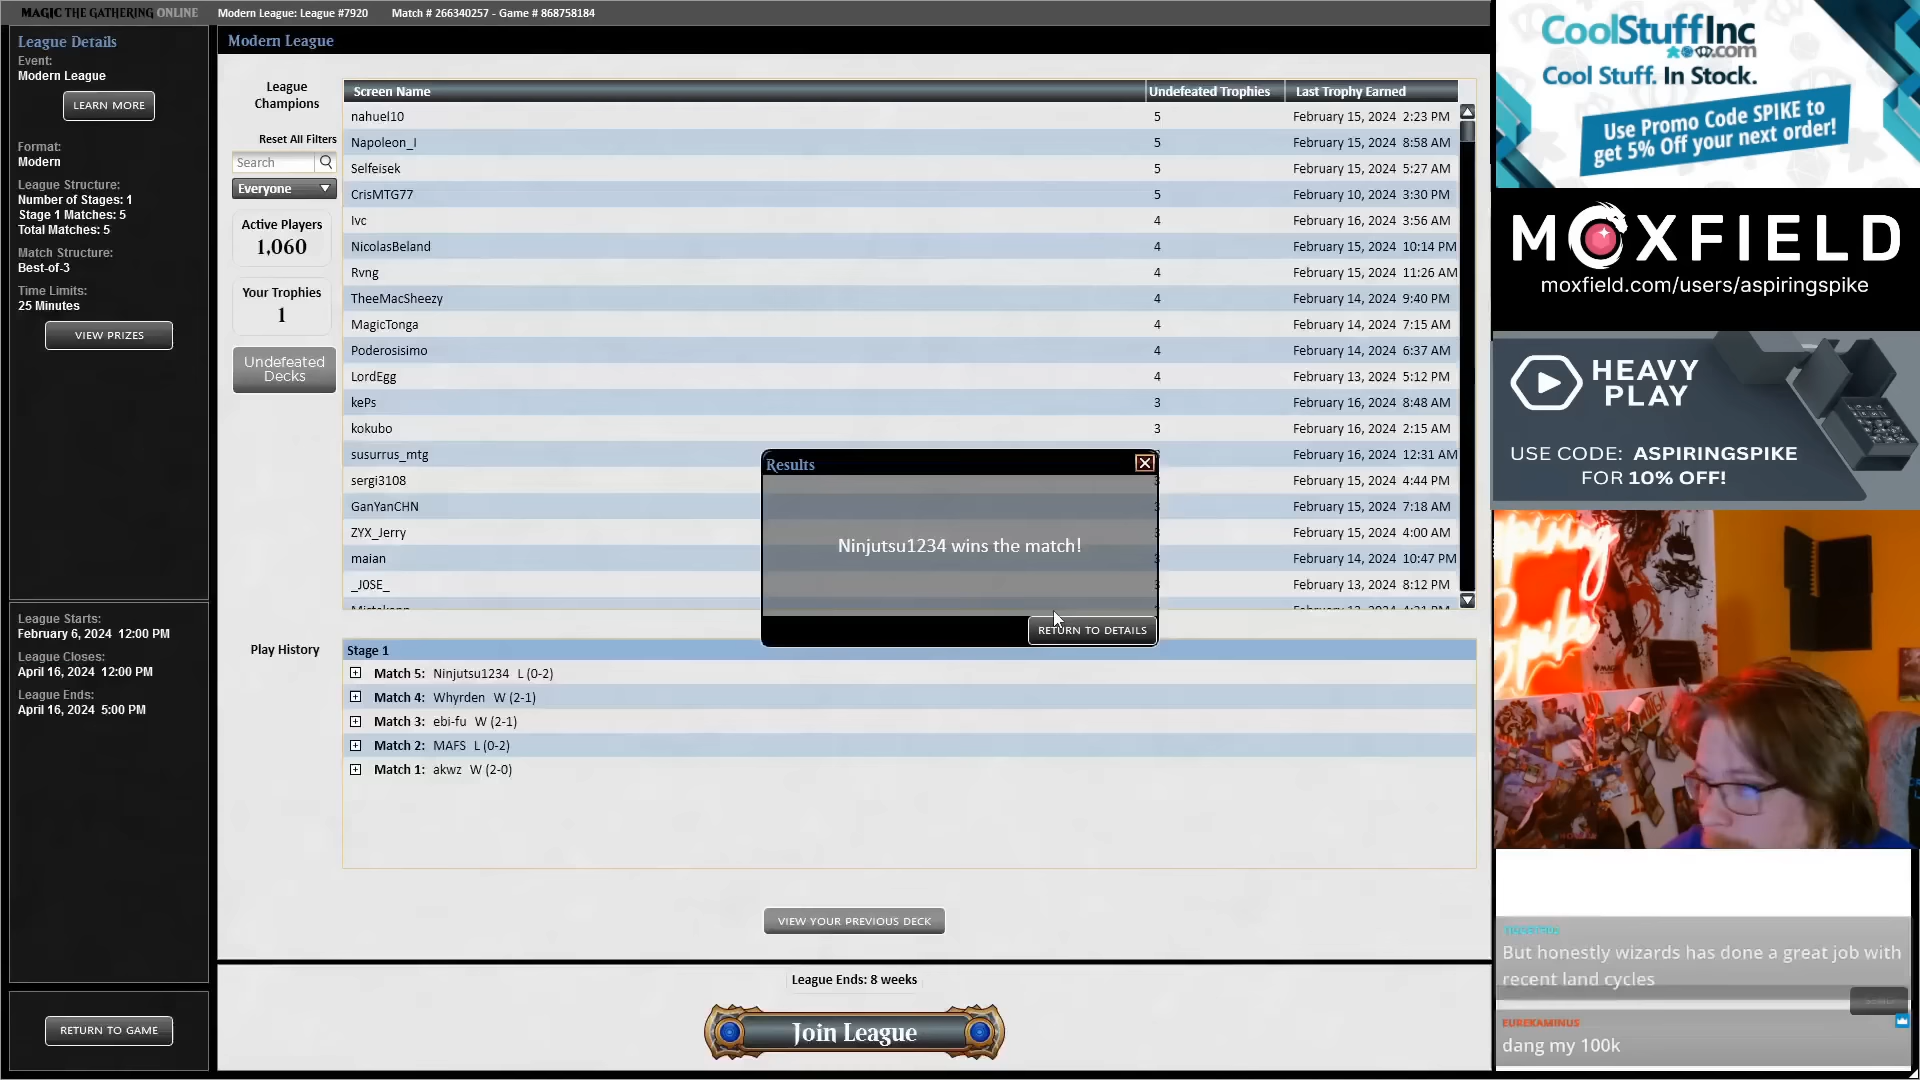 MAGIC THE GATHERING ONLINE
Modern League: League #7920
Match # 266340257 - Game # 868758184
League Details
Event:
Modern League
LEARN MORE
Format:
Modern
League Structure:
Number of Stages: 1
Stage 1 Matches: 5
Total Matches: 5
Match Structure:
Best-of-3
Time Limits:
25 Minutes
VIEW PRIZES
League Starts:
February 6, 2024 12:00 PM
League Closes:
April 16, 2024 12:00 PM
League Ends:
April 16, 2024 5:00 PM
RETURN TO GAME
Modern League
League
Champions
Reset All Filters
Search
Everyone
Active Players
1,060
Your Trophies
1
Undefeated
Decks
Screen Name Undefeated Trophies Last Trophy Earned
nahuel10 5 February 15, 2024 2:23 PM
Napoleon_I 5 February 15, 2024 8:58 AM
Selfeisek 5 February 15, 2024 5:27 AM
CrisMTG77 5 February 10, 2024 3:30 PM
lvc 4 February 16, 2024 3:56 AM
NicolasBeland 4 February 15, 2024 10:14 PM
Rvng 4 February 15, 2024 11:26 AM
TheeMacSheezy 4 February 14, 2024 9:40 PM
MagicTonga 4 February 14, 2024 7:15 AM
Poderosisimo 4 February 14, 2024 6:37 AM
LordEgg 4 February 13, 2024 5:12 PM
kePs 3 February 16, 2024 8:48 AM
kokubo 3 February 16, 2024 2:15 AM
susurrus_mtg February 16, 2024 12:31 AM
sergi3108 3 February 15, 2024 4:44 PM
GanYanCHN 3 February 15, 2024 7:18 AM
ZYX_Jerry 3 February 15, 2024 4:00 AM
maian 3 February 14, 2024 10:47 PM
_J0SE_ 3 February 13, 2024 8:12 PM
Results
Ninjutsu1234 wins the match!
RETURN TO DETAILS
Play History
Stage 1
Match 5: Ninjutsu1234 L (0-2)
Match 4: Whyrden W (2-1)
Match 3: ebi-fu W (2-1)
Match 2: MAFS L (0-2)
Match 1: akwz W (2-0)
VIEW YOUR PREVIOUS DECK
League Ends: 8 weeks
Join League
CoolStuffInc
.com
Cool Stuff. In Stock.
Use Promo Code SPIKE to
get 5% Off your next order!
MOXFIELD
moxfield.com/users/aspiringspike
HEAVY
PLAY
USE CODE: ASPIRINGSPIKE
FOR 10% OFF!
But honestly wizards has done a great job with
recent land cycles
EUREKAMINUS
dang my 100k